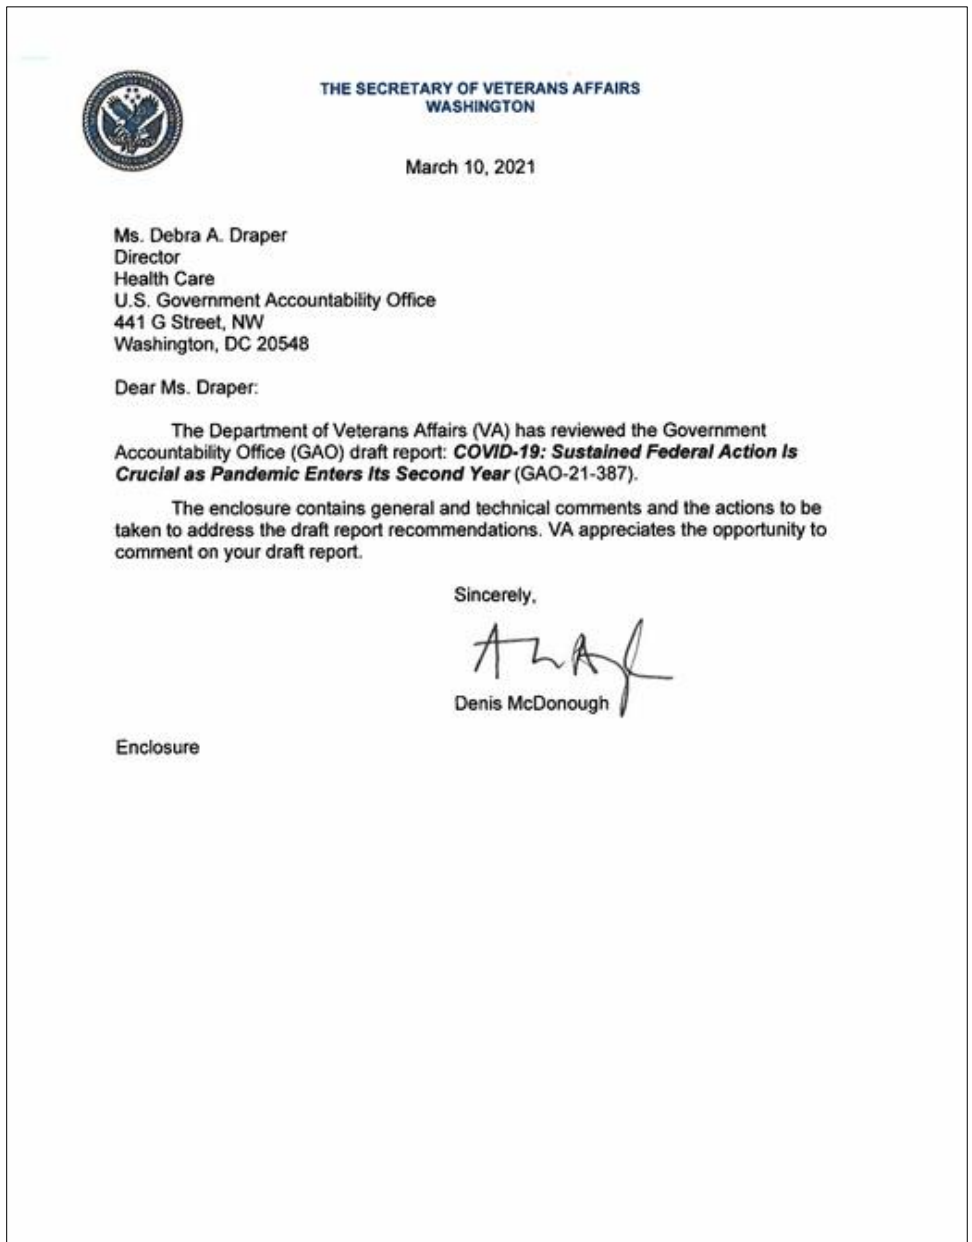 THE SECRETARY OF VETERANS AFFAIRS
WASHINGTON
March 10, 2021
Ms. Debra A. Draper
Director
Health Care
U.S. Government Accountability Office
441 G Street, NW
Washington, DC 20548
Dear Ms. Draper:
The Department of Veterans Affairs (VA) has reviewed the Government
Accountability Office (GAO) draft report: COVID-19: Sustained Federal Action Is
Crucial as Pandemic Enters Its Second Year (GAO-21-387).
The enclosure contains general and technical comments and the actions to be
taken to address the draft report recommendations. VA appreciates the opportunity to
comment on your draft report.
Sincerely,
Denis McDonough
Enclosure